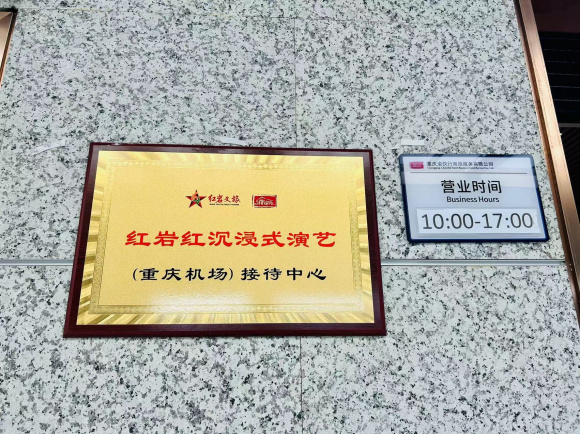 红岩文旅
红岩红沉浸式演艺
(重庆机场)接待中心
营业时间
Business Hours
10:00-17:00